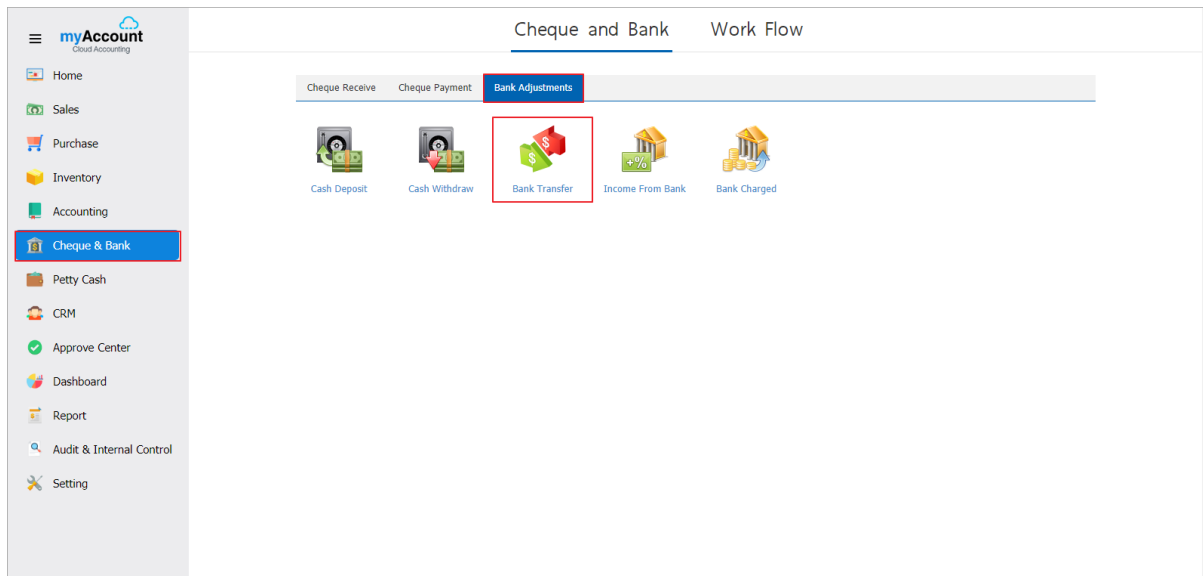 myAccount
Cloud Accounting
Cheque and Bank Work Flow
Home
Sales
Purchase
Inventory
Accounting
Cheque & Bank
Petty Cash
CRM
Approve Center
Dashboard
Report
Audit & Internal Control
Setting
Cheque Receive Cheque Payment Bank Adjustments
$ $ +%
Cash Deposit Cash Withdraw Bank Transfer Income From Bank Bank Charged